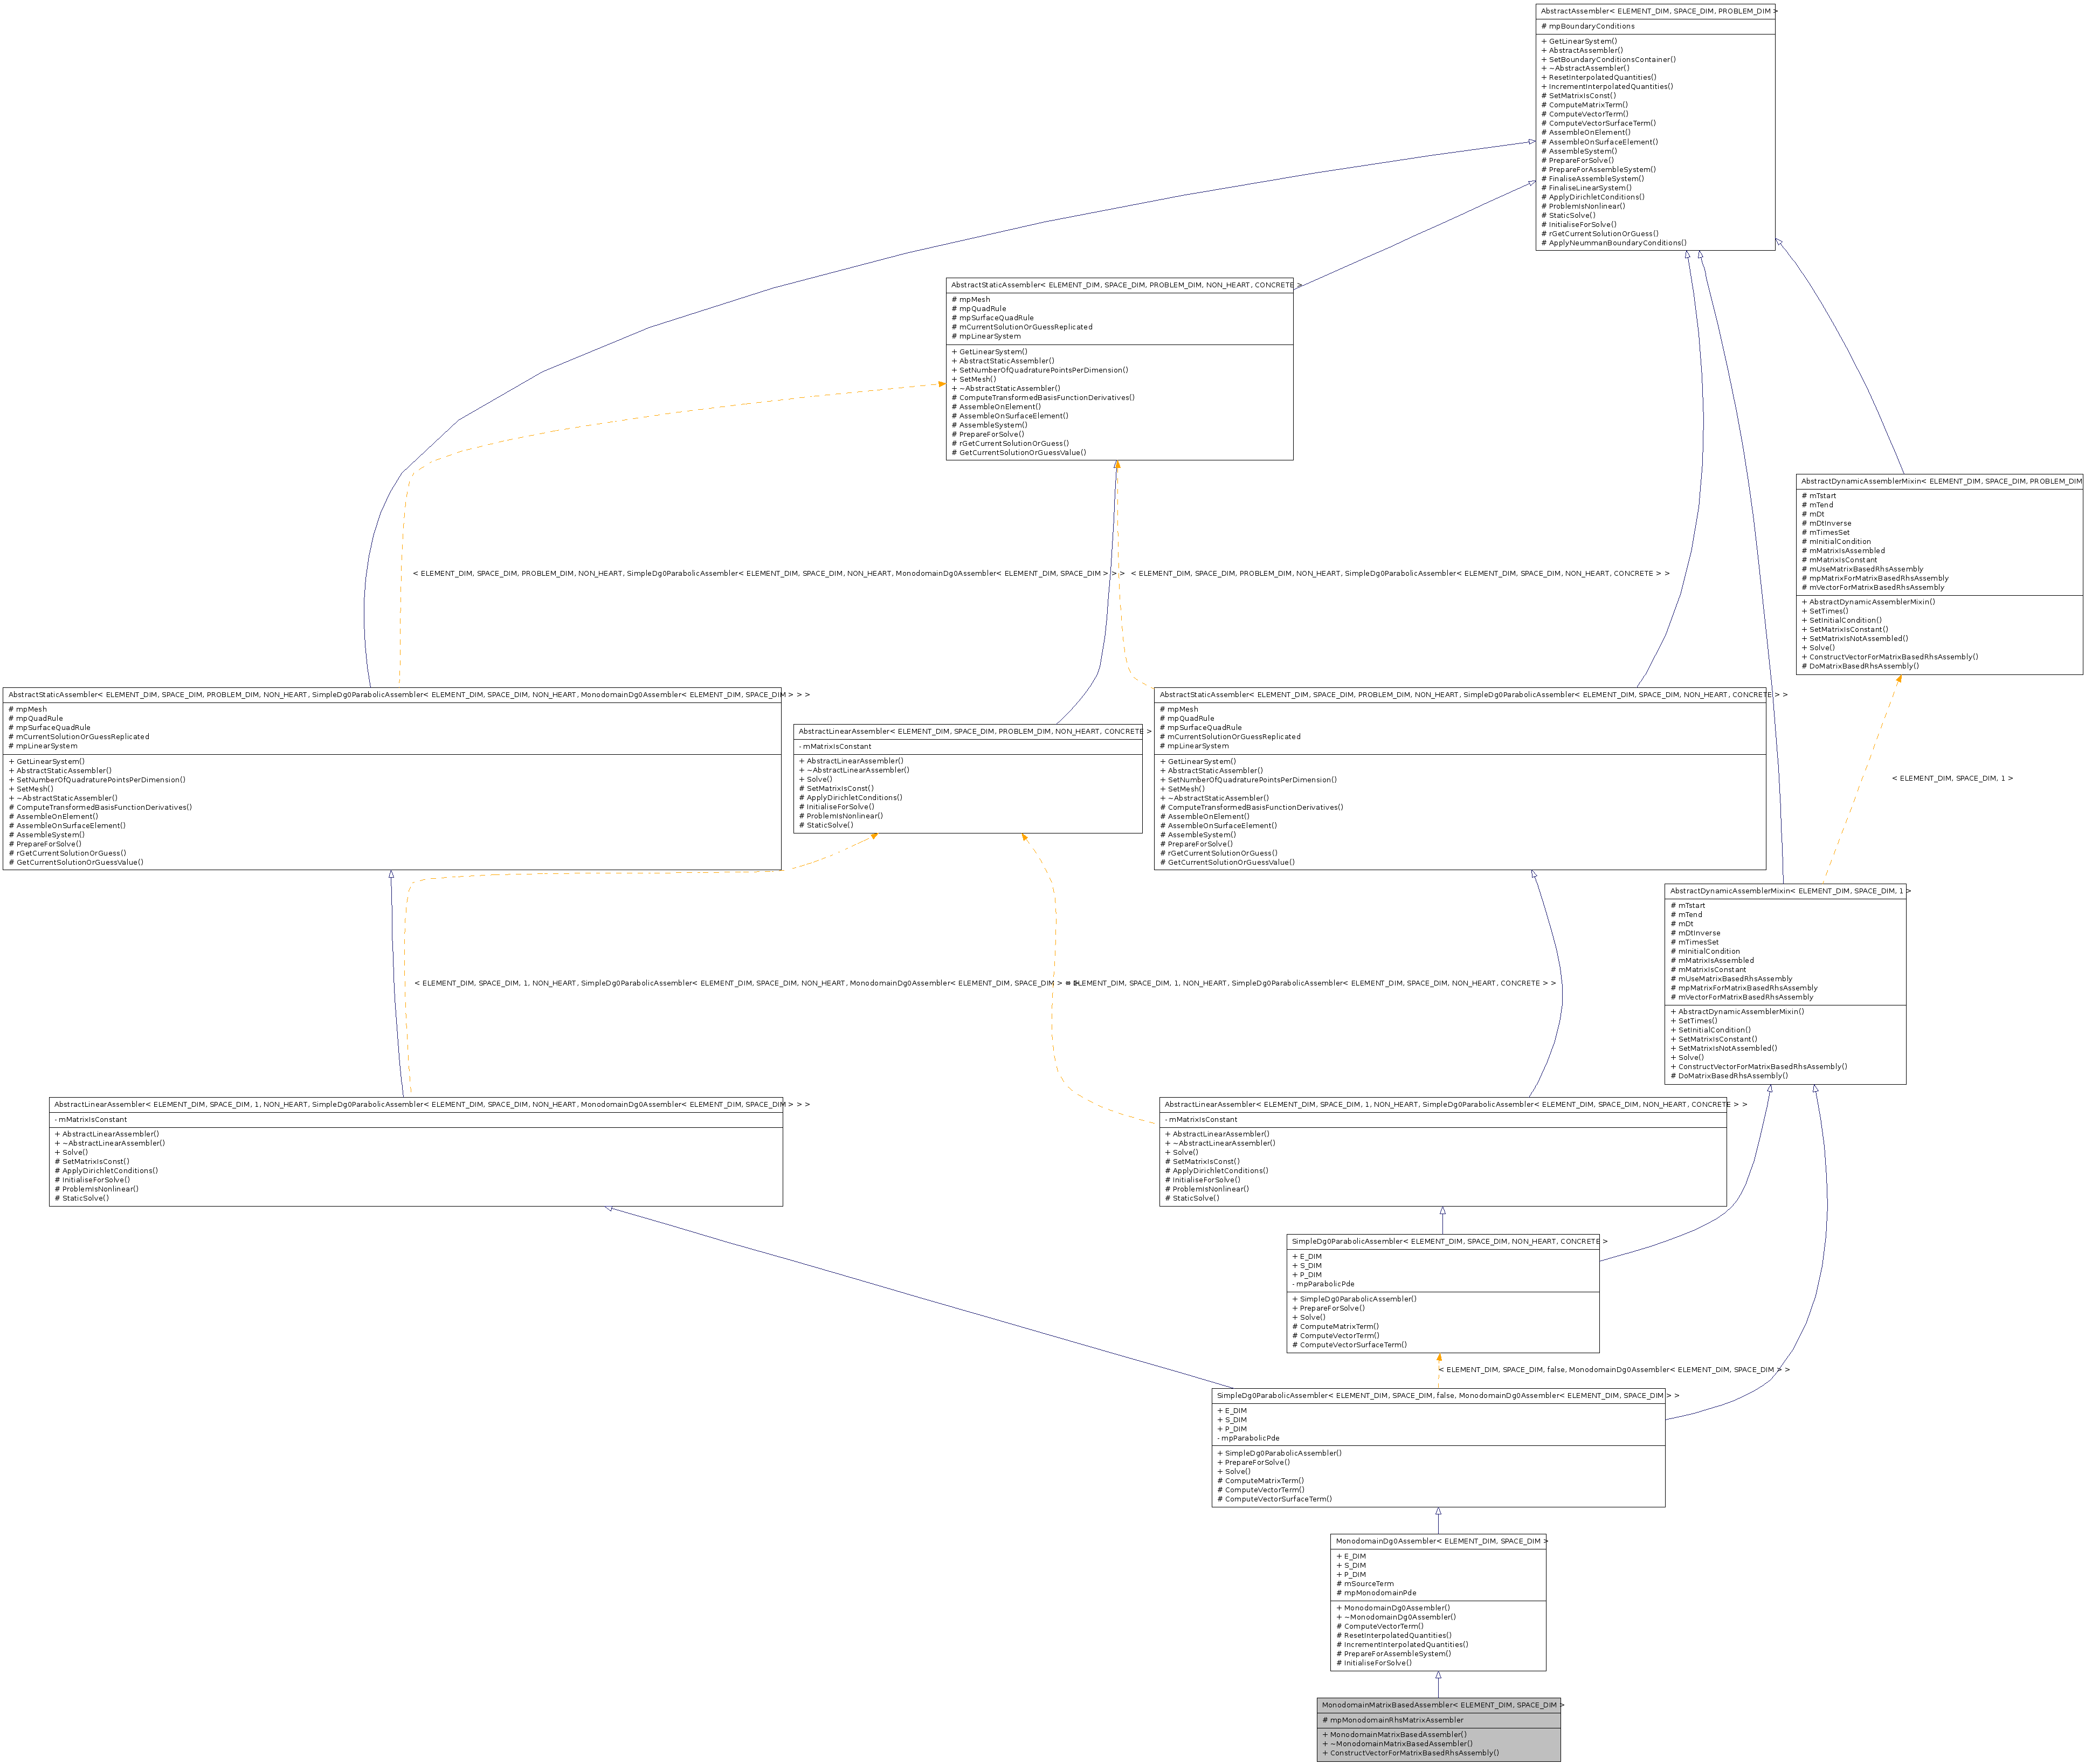 AbstractAssembler< ELEMENT_DIM, SPACE_DIM, PROBLEM_DIM >
# mpBoundaryConditions
+ GetLinearSystem()
+ AbstractAssembler()
+ SetBoundaryConditionsContainer()
+ ~AbstractAssembler()
+ ResetInterpolatedQuantities()
+ IncrementInterpolatedQuantities()
# SetMatrixIsConst()
# ComputeMatrixTerm()
# ComputeVectorTerm()
# ComputeVectorSurfaceTerm()
# AssembleOnElement()
# AssembleOnSurfaceElement()
# AssembleSystem()
# PrepareForSolve()
# PrepareForAssembleSystem()
# FinaliseAssembleSystem()
# FinaliseLinearSystem()
# ApplyDirichletConditions()
# ProblemIsNonlinear()
# StaticSolve()
# InitialiseForSolve()
# rGetCurrentSolutionOrGuess()
# ApplyNeummanBoundaryConditions()
AbstractStaticAssembler< ELEMENT_DIM, SPACE_DIM, PROBLEM_DIM, NON_HEART, CONCRETE >
# mpMesh
# mpQuadRule
# mpSurfaceQuadRule
# mCurrentSolutionOrGuessReplicated
# mpLinearSystem
+ GetLinearSystem()
+ AbstractStaticAssembler()
+ SetNumberOfQuadraturePointsPerDimension()
+ SetMesh()
+ ~AbstractStaticAssembler()
# ComputeTransformedBasisFunctionDerivatives()
# AssembleOnElement()
# AssembleOnSurfaceElement()
# AssembleSystem()
# PrepareForSolve()
# rGetCurrentSolutionOrGuess()
# GetCurrentSolutionOrGuessValue()
AbstractDynamicAssemblerMixin< ELEMENT_DIM, SPACE_DIM, PROBLEM_DIM
# mTstart
# mTend
# mDt
# mDtInverse
# mTimesSet
# mInitialCondition
# mMatrixIsAssembled
# mMatrixIsConstant
# mUseMatrixBasedRhsAssembly
# mpMatrixForMatrixBasedRhsAssembly
# mVectorForMatrixBasedRhsAssembly
+ AbstractDynamicAssemblerMixin()
+ SetTimes()
+ SetInitialCondition()
+ SetMatrixIsConstant()
+ SetMatrixIsNotAssembled()
+ Solve()
+ ConstructVectorForMatrixBasedRhsAssembly()
# DoMatrixBasedRhsAssembly()
< ELEMENT_DIM, SPACE_DIM, PROBLEM_DIM, NON_HEART, SimpleDg0ParabolicAssembler< ELEMENT_DIM, SPACE_DIM, NON_HEART, MonodomainDg0Assembler< ELEMENT_DIM, SPACE_DIM > > >
< ELEMENT_DIM, SPACE_DIM, PROBLEM_DIM, NON_HEART, SimpleDg0ParabolicAssembler< ELEMENT_DIM, SPACE_DIM, NON_HEART, CONCRETE > >
AbstractStaticAssembler< ELEMENT_DIM, SPACE_DIM, PROBLEM_DIM, NON_HEART, SimpleDg0ParabolicAssembler< ELEMENT_DIM, SPACE_DIM, NON_HEART, MonodomainDg0Assembler< ELEMENT_DIM, SPACE_DIM > > >
# mpMesh
# mpQuadRule
# mpSurfaceQuadRule
# mCurrentSolutionOrGuessReplicated
# mpLinearSystem
+ GetLinearSystem()
+ AbstractStaticAssembler()
+ SetNumberOfQuadraturePointsPerDimension()
+ SetMesh()
+ ~AbstractStaticAssembler()
# ComputeTransformedBasisFunctionDerivatives()
# AssembleOnElement()
# AssembleOnSurfaceElement()
# AssembleSystem()
# PrepareForSolve()
# rGetCurrentSolutionOrGuess()
# GetCurrentSolutionOrGuessValue()
AbstractLinearAssembler< ELEMENT_DIM, SPACE_DIM, PROBLEM_DIM, NON_HEART, CONCRETE >
- mMatrixIsConstant
+ AbstractLinearAssembler()
+ ~AbstractLinearAssembler()
+ Solve()
# SetMatrixIsConst()
# ApplyDirichletConditions()
# InitialiseForSolve()
# ProblemIsNonlinear()
# StaticSolve()
AbstractStaticAssembler< ELEMENT_DIM, SPACE_DIM, PROBLEM_DIM, NON_HEART, SimpleDg0ParabolicAssembler< ELEMENT_DIM, SPACE_DIM, NON_HEART, CONCRETE > >
# mpMesh
# mpQuadRule
# mpSurfaceQuadRule
# mCurrentSolutionOrGuessReplicated
# mpLinearSystem
+ GetLinearSystem()
+ AbstractStaticAssembler()
+ SetNumberOfQuadraturePointsPerDimension()
+ SetMesh()
+ ~AbstractStaticAssembler()
# ComputeTransformedBasisFunctionDerivatives()
# AssembleOnElement()
# AssembleOnSurfaceElement()
# AssembleSystem()
# PrepareForSolve()
# rGetCurrentSolutionOrGuess()
# GetCurrentSolutionOrGuessValue()
< ELEMENT_DIM, SPACE_DIM, 1 >
AbstractDynamicAssemblerMixin< ELEMENT_DIM, SPACE_DIM, 1 >
# mTstart
# mTend
# mDt
# mDtInverse
# mTimesSet
# mInitialCondition
# mMatrixIsAssembled
# mMatrixIsConstant
# mUseMatrixBasedRhsAssembly
# mpMatrixForMatrixBasedRhsAssembly
# mVectorForMatrixBasedRhsAssembly
+ AbstractDynamicAssemblerMixin()
+ SetTimes()
+ SetInitialCondition()
+ SetMatrixIsConstant()
+ SetMatrixIsNotAssembled()
+ Solve()
+ ConstructVectorForMatrixBasedRhsAssembly()
# DoMatrixBasedRhsAssembly()
< ELEMENT_DIM, SPACE_DIM, 1, NON_HEART, SimpleDg0ParabolicAssembler< ELEMENT_DIM, SPACE_DIM, NON_HEART, MonodomainDg0Assembler< ELEMENT_DIM, SPACE_DIM >
ELEMENT_DIM, SPACE_DIM, 1, NON_HEART, SimpleDg0ParabolicAssembler< ELEMENT_DIM, SPACE_DIM, NON_HEART, CONCRETE > >
AbstractLinearAssembler< ELEMENT_DIM, SPACE_DIM, 1, NON_HEART, SimpleDg0ParabolicAssembler< ELEMENT_DIM, SPACE_DIM, NON_HEART, MonodomainDg0Assembler< ELEMENT_DIM, SPACE_DIM > > >
- mMatrixIsConstant
+ AbstractLinearAssembler()
+ ~AbstractLinearAssembler()
+ Solve()
# SetMatrixIsConst()
# ApplyDirichletConditions()
# InitialiseForSolve()
# ProblemIsNonlinear()
# StaticSolve()
AbstractLinearAssembler< ELEMENT_DIM, SPACE_DIM, 1, NON_HEART, SimpleDg0ParabolicAssembler< ELEMENT_DIM, SPACE_DIM, NON_HEART, CONCRETE > >
- mMatrixIsConstant
+ AbstractLinearAssembler()
+ ~AbstractLinearAssembler()
+ Solve()
# SetMatrixIsConst()
# ApplyDirichletConditions()
# InitialiseForSolve()
# ProblemIsNonlinear()
# StaticSolve()
SimpleDg0ParabolicAssembler< ELEMENT_DIM, SPACE_DIM, NON_HEART, CONCRETE >
+ E_DIM
+ S_DIM
+ P_DIM
- mpParabolicPde
+ SimpleDg0ParabolicAssembler()
+ PrepareForSolve()
+ Solve()
# ComputeMatrixTerm()
# ComputeVectorTerm()
# ComputeVectorSurfaceTerm()
< ELEMENT_DIM, SPACE_DIM, false, MonodomainDg0Assembler< ELEMENT_DIM, SPACE_DIM > >
SimpleDg0ParabolicAssembler< ELEMENT_DIM, SPACE_DIM, false, MonodomainDg0Assembler< ELEMENT_DIM, SPACE_DIM > >
+ E_DIM
+ S_DIM
+ P_DIM
- mpParabolicPde
+ SimpleDg0ParabolicAssembler()
+ PrepareForSolve()
+ Solve()
# ComputeMatrixTerm()
# ComputeVectorTerm()
# ComputeVectorSurfaceTerm()
MonodomainDg0Assembler< ELEMENT_DIM, SPACE_DIM >
+ E_DIM
+ S_DIM
+ P_DIM
# mSourceTerm
# mpMonodomainPde
+ MonodomainDg0Assembler()
+ ~MonodomainDg0Assembler()
# ComputeVectorTerm()
# ResetInterpolatedQuantities()
# IncrementInterpolatedQuantities()
# PrepareForAssembleSystem()
# InitialiseForSolve()
MonodomainMatrixBasedAssembler< ELEMENT_DIM, SPACE_DIM >
# mpMonodomainRhsMatrixAssembler
+ MonodomainMatrixBasedAssembler()
+ ~MonodomainMatrixBasedAssembler()
+ ConstructVectorForMatrixBasedRhsAssembly()